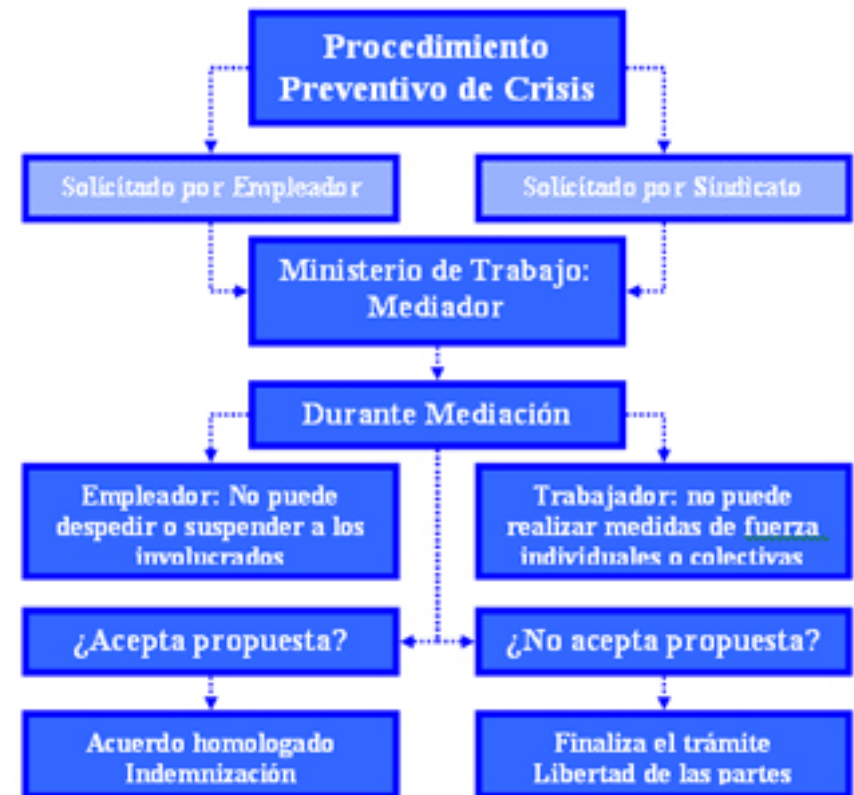 Procedimiento
Preventivo de Crisis
Solicitado por Empleador
Solicitado por Sindicato
Ministerio de Trabajo:
Mediador
Durante Mediación
Empleador: No puede
despedir o suspender a los
involucrados
Trabajador: no puede
realizar medidas de fuerza
individuales o colectivas
¿Acepta propuesta?
¿No acepta propuesta?
Acuerdo homologado
Indemnización
Finaliza el trámite
Libertad de las partes